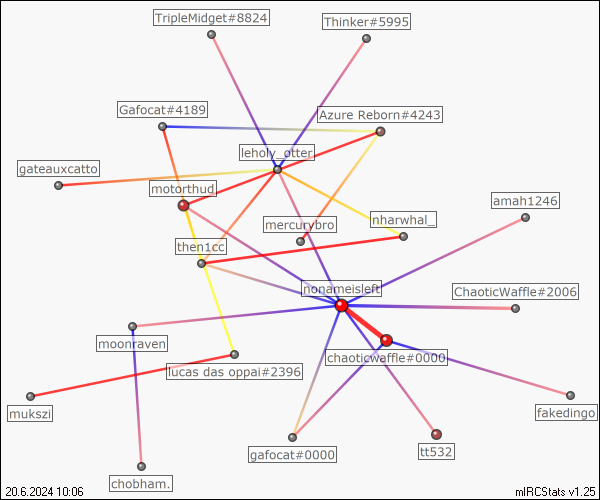 TripleMidget#8824
Thinker#5995
Gafocat#4189
Azure Reborn#4243
leholy_otter
gateauxcatto
motorthud_
amah1246
mercurybro
nharwhal_
then1cc
nonameisleft
ChaoticWaffle#2006
moonraven
chaoticwaffle#0000
lucas das oppai#2396
mukszi
fakedingo
gafocat#0000
tt532
chobham.
20.6.2024 10:06
mIRCStats v1.25